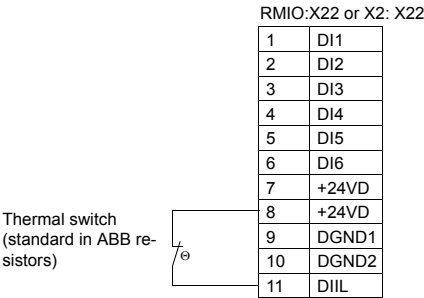 RMIO:X22 or X2: X22
1 DI1
2 DI2
3 DI3
4 DI4
5 DI5
6 DI6
7 +24VD
8 +24VD
9 DGND1
10 DGND2
11 DIIL
Thermal switch
(standard in ABB re-
sistors)
Θ